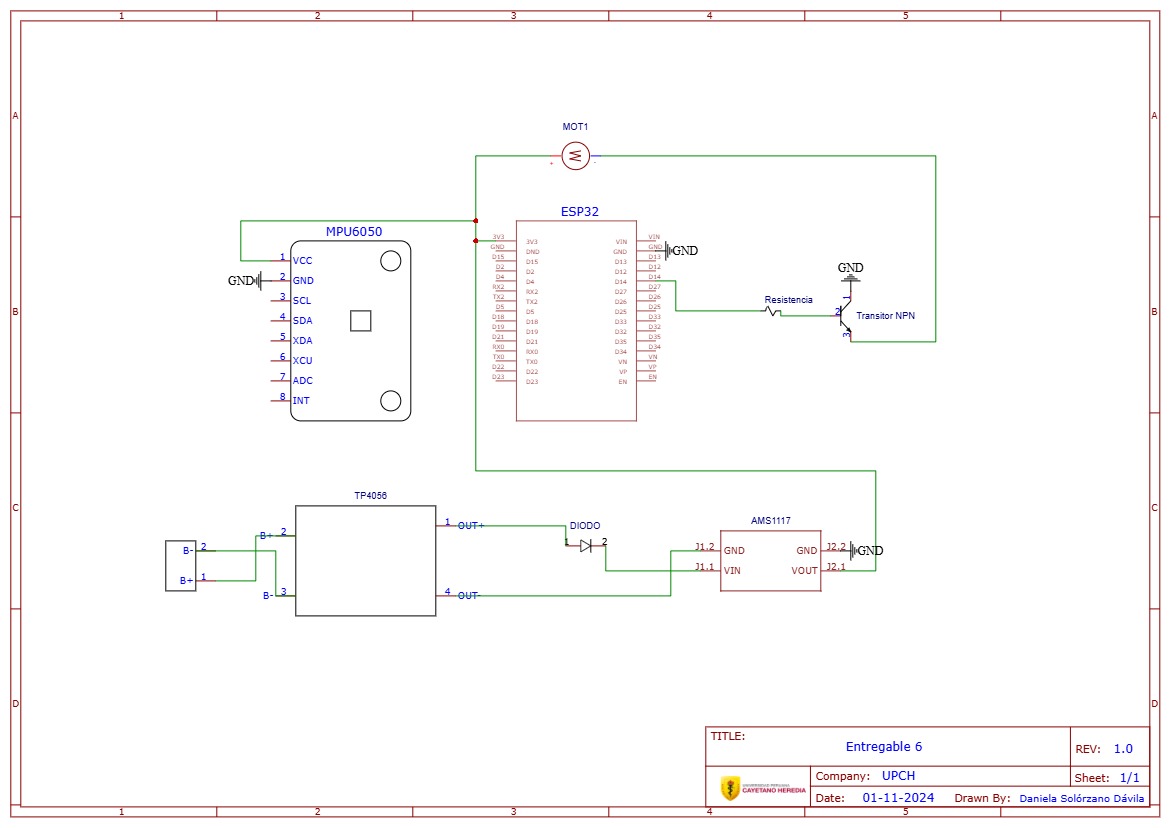 1 2 3 4 5
A A
B B
C C
D D
MOT1
+ -
ESP32
3V3 3V3 VIN VIN
GND DND GND GND
D15 D15 D13 D13
D2 D2 D12 D12
D4 D4 D14 D14
RX2 RX2 D27 D27
TX2 TX2 D26 D26
D5 D5 D25 D25
D18 D18 D33 D33
D19 D19 D32 D32
D21 D21 D35 D35
RX0 RX0 D34 D34
TX0 TX0 VN VN
D22 D22 VP VP
D23 D23 EN EN
GND
MPU6050
1 VCC
GND 2 GND
3 SCL
4 SDA
5 XDA
6 XCU
7 ADC
8 INT
Resistencia
GND
1
2
3
Transitor NPN
TP4056
B- 2
B+ 1
B+ 2
B- 3
1 OUT+
4 OUT-
DIODO
1 2
AMS1117
J1.2 GND GND J2.2 GND
J1.1 VIN VOUT J2.1
TITLE:
Entregable 6
REV: 1.0
UNIVERSIDAD PERUANA
CAYETANO HEREDIA
Company: UPCH
Sheet: 1/1
Date: 01-11-2024 Drawn By: Daniela Solórzano Dávila
1 2 3 4 5